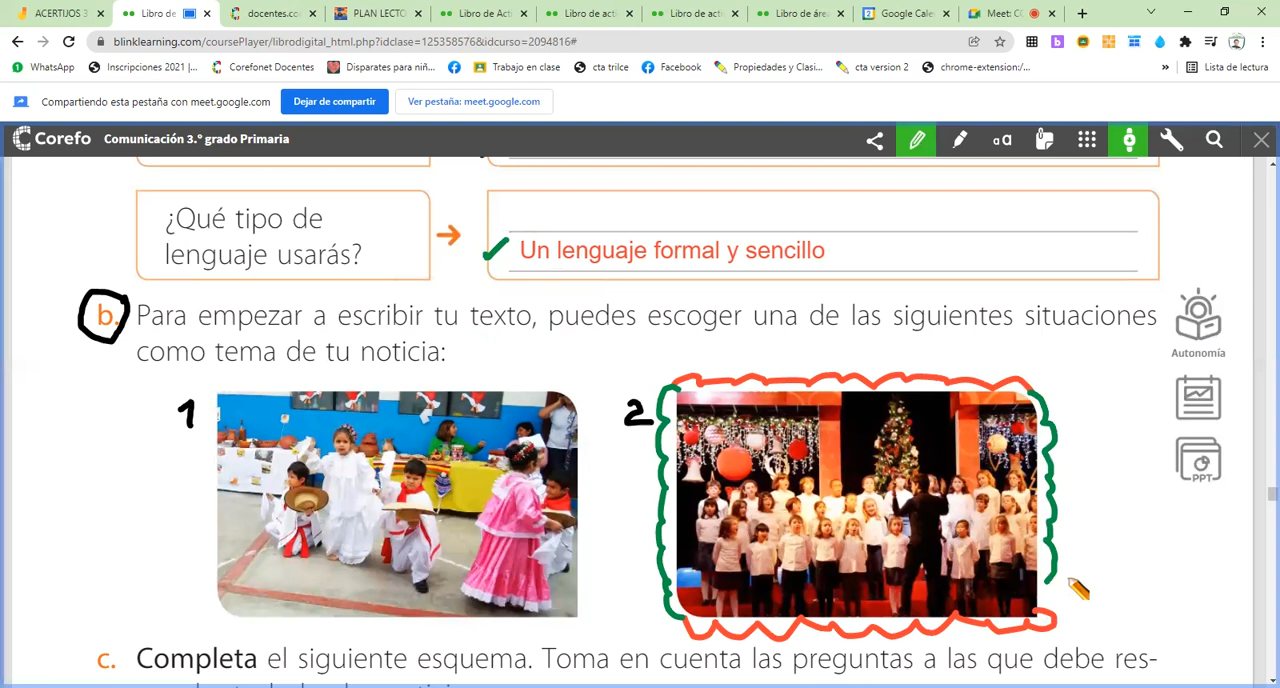 ACERTIJOS 3
Libro de
docentes.co
PLAN LECTO
Libro de Acti
Libro de acti
Libro de acti
Libro de área
Google Cale
Meet: CC
blinklearning.com/coursePlayer/librodigital_html.php?idclase=125358576&idcurso=2094816#
WhatsApp Inscripciones 2021 |... Corefonet Docentes Disparates para niñ... Trabajo en clase cta trilce Facebook Propiedades y Clasi... cta version 2 chrome-extension:/... » Lista de lectura
Compartiendo esta pestaña con meet.google.com Dejar de compartir Ver pestaña: meet.google.com
Corefo Comunicación 3.º grado Primaria aA
¿Qué tipo de
lenguaje usarás?
Un lenguaje formal y sencillo
b. Para empezar a escribir tu texto, puedes escoger una de las siguientes situaciones
como tema de tu noticia:
Autonomía
1
2
PPT
c. Completa el siguiente esquema. Toma en cuenta las preguntas a las que debe res-